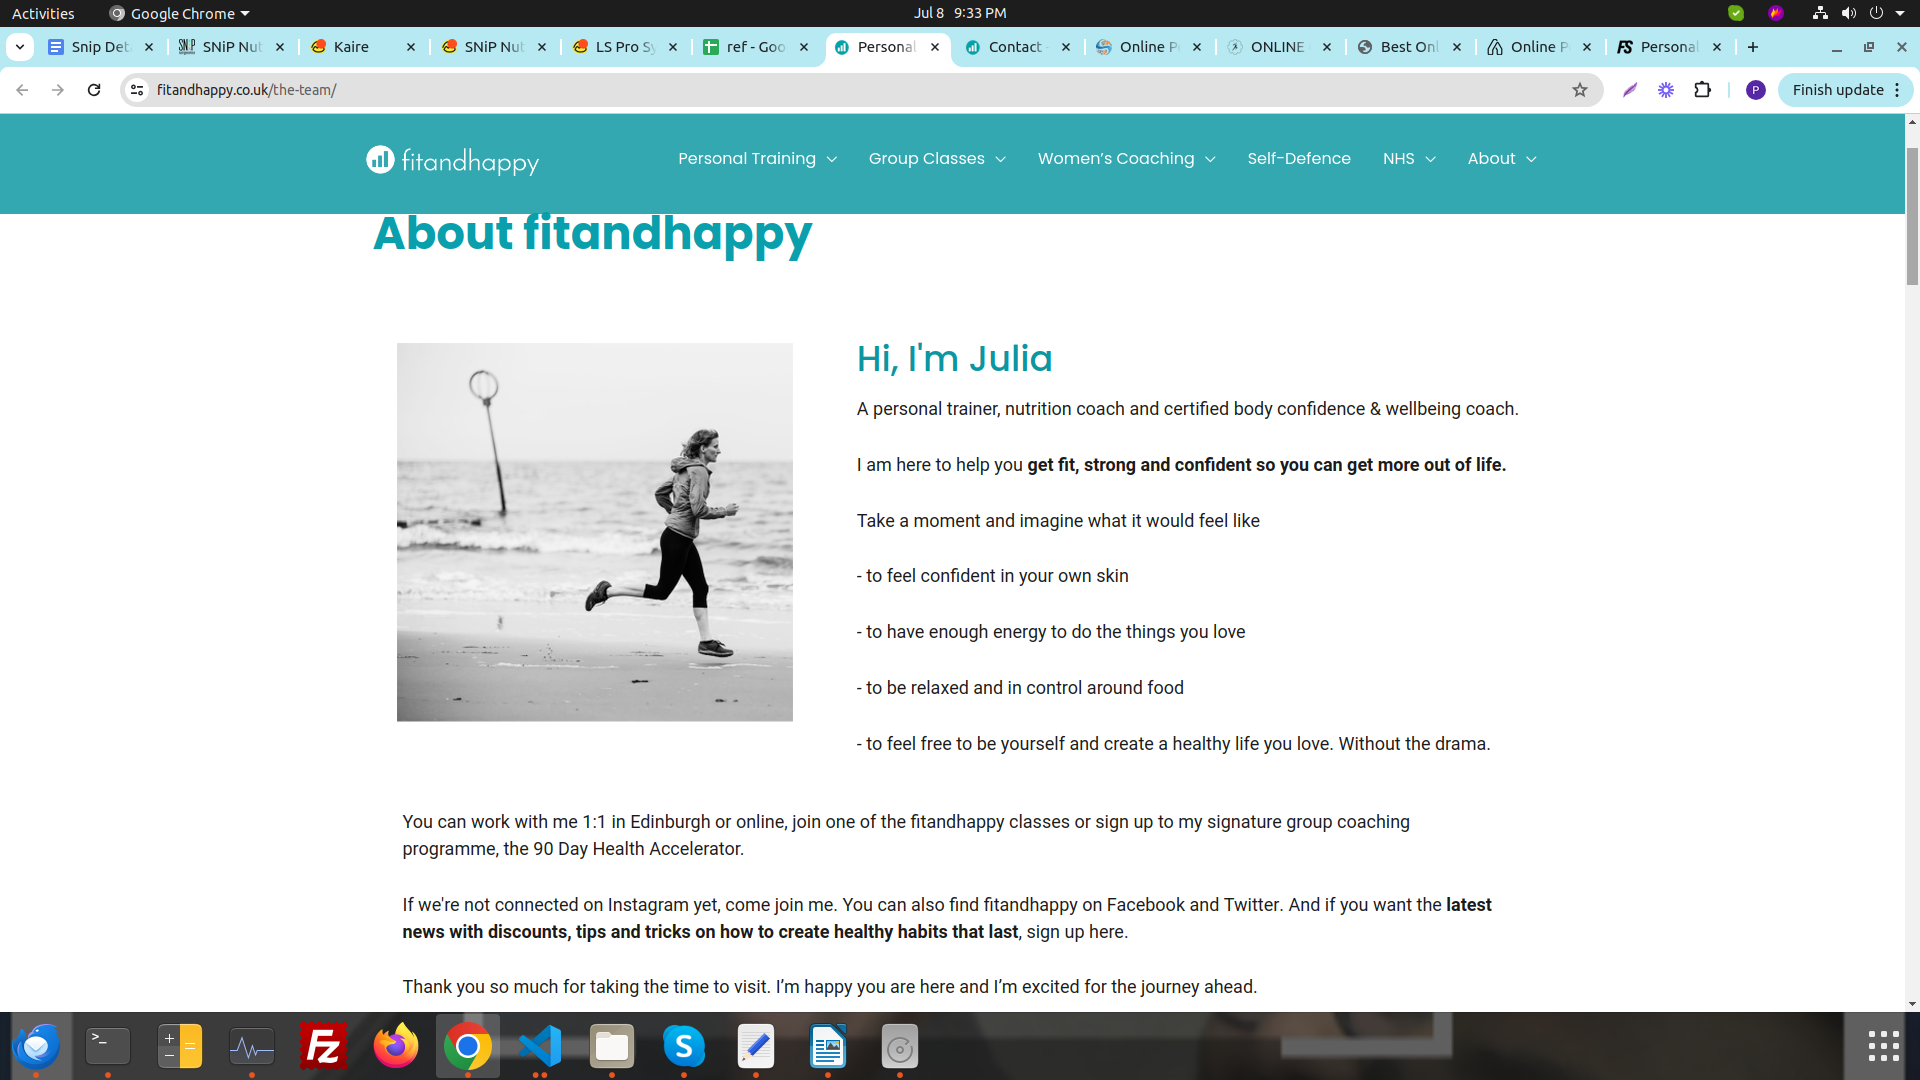 Activities
Google Chrome
Jul 8 9:33 PM
Snip Det
SNiP Nut
Kaire
SNiP Nut
LS Pro Sy
ref - Goo
Personal
Contact
Online P
ONLINE
Best Onl
Online P
Personal
fitandhappy.co.uk/the-team/
P
Finish update
fitandhappy
Personal Training
Group Classes
Women’s Coaching
Self-Defence
NHS
About
About fitandhappy
Hi, I'm Julia
A personal trainer, nutrition coach and certified body confidence & wellbeing coach.
I am here to help you get fit, strong and confident so you can get more out of life.
Take a moment and imagine what it would feel like
- to feel confident in your own skin
- to have enough energy to do the things you love
- to be relaxed and in control around food
- to feel free to be yourself and create a healthy life you love. Without the drama.
You can work with me 1:1 in Edinburgh or online, join one of the fitandhappy classes or sign up to my signature group coaching
programme, the 90 Day Health Accelerator.
If we're not connected on Instagram yet, come join me. You can also find fitandhappy on Facebook and Twitter. And if you want the latest
news with discounts, tips and tricks on how to create healthy habits that last, sign up here.
Thank you so much for taking the time to visit. I’m happy you are here and I’m excited for the journey ahead.